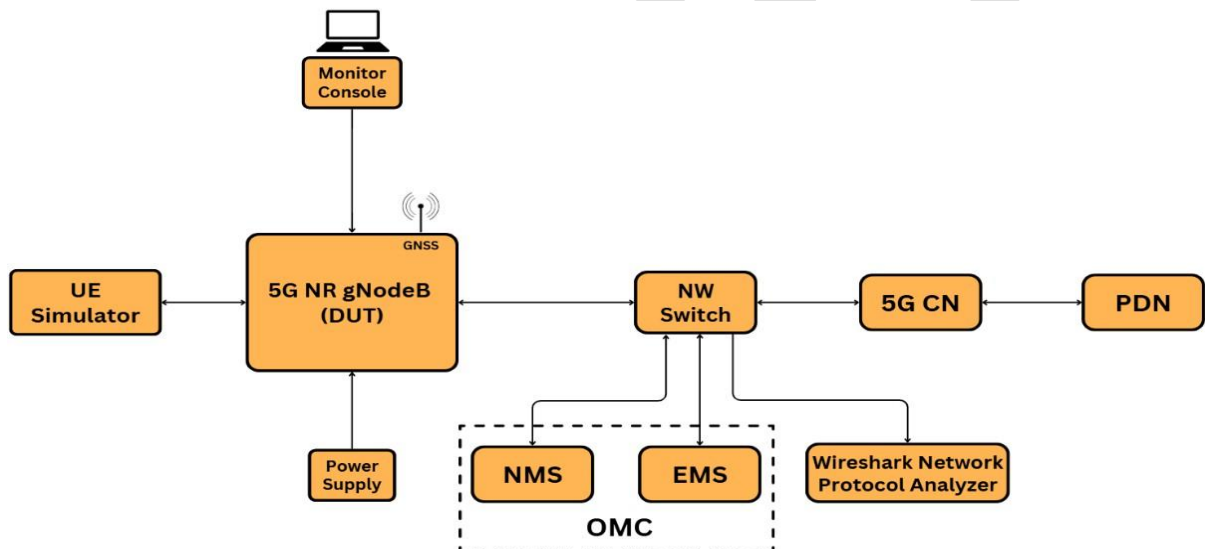 Monitor
Console
GNSS
UE
Simulator
5G NR gNodeB
(DUT)
NW
Switch
5G CN
PDN
Power
Supply
NMS
EMS
Wireshark Network
Protocol Analyzer
OMC